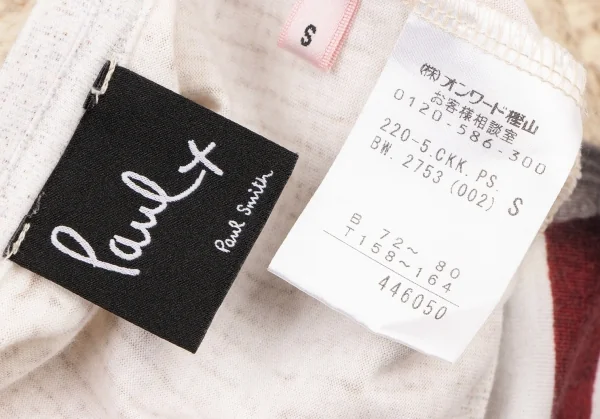 S
Paul +
Paul Smith
(株)オンワード樫山
お客様相談室
0120-586-300
220-5.CKK.PS.
BW. 2753 (002) S
B 72~ 80
T158~164
446050